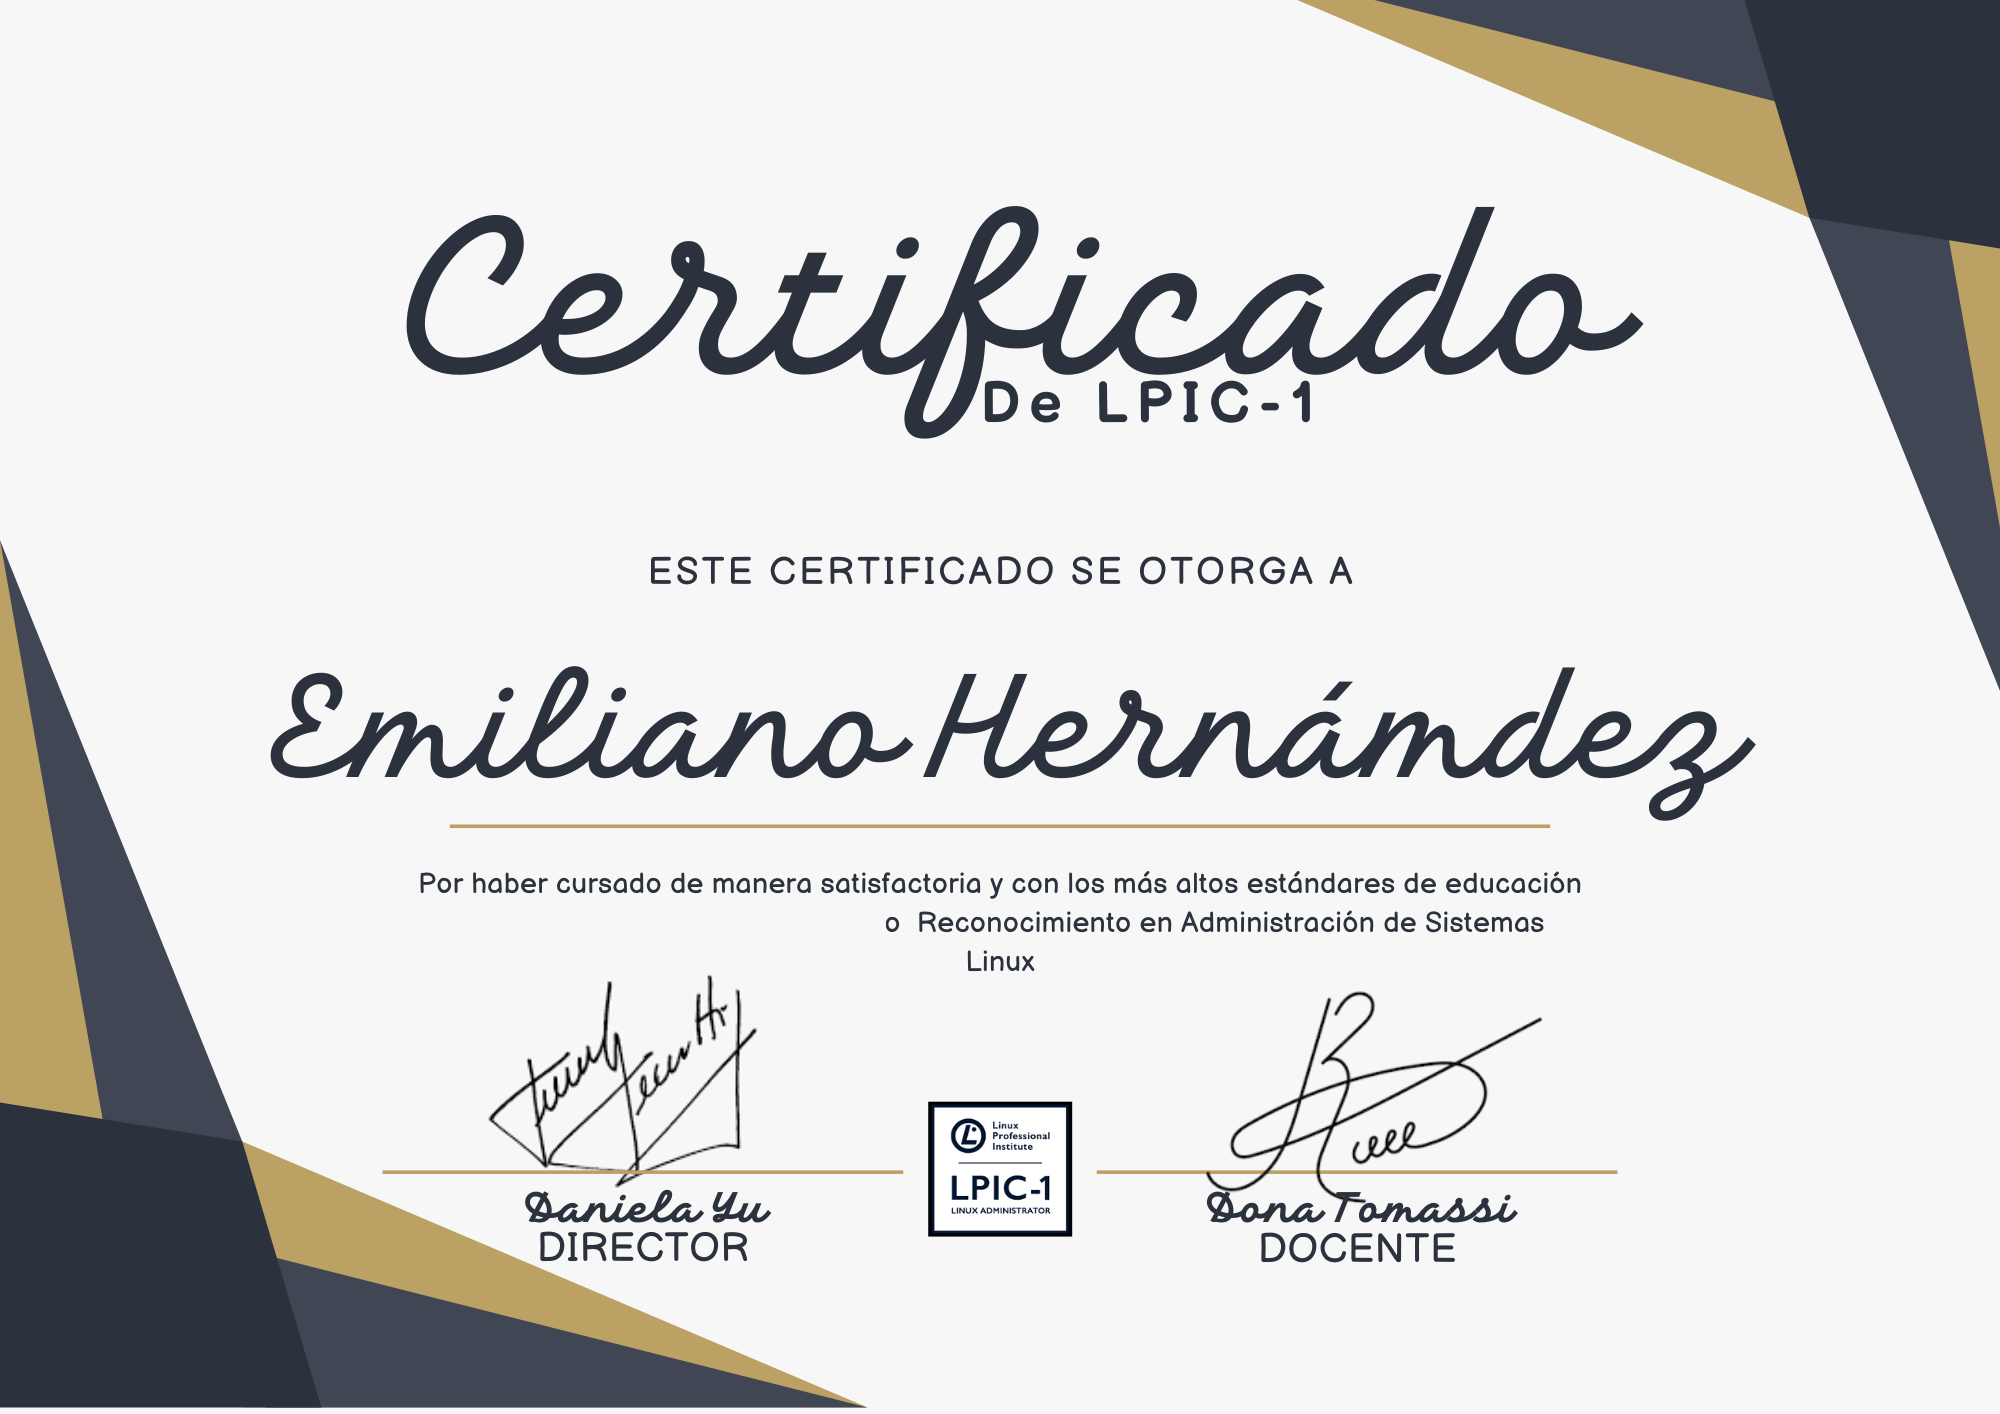 Certificado
De LPIC-1
ESTE CERTIFICADO SE OTORGA A
Emiliano Hernámdez
Por haber cursado de manera satisfactoria y con los más altos estándares de educación
o Reconocimiento en Administración de Sistemas
Linux
Linux
Professional
Institute
LPIC-1
LINUX ADMINISTRATOR
Daniela Yu
DIRECTOR
Dona Tomassi
DOCENTE